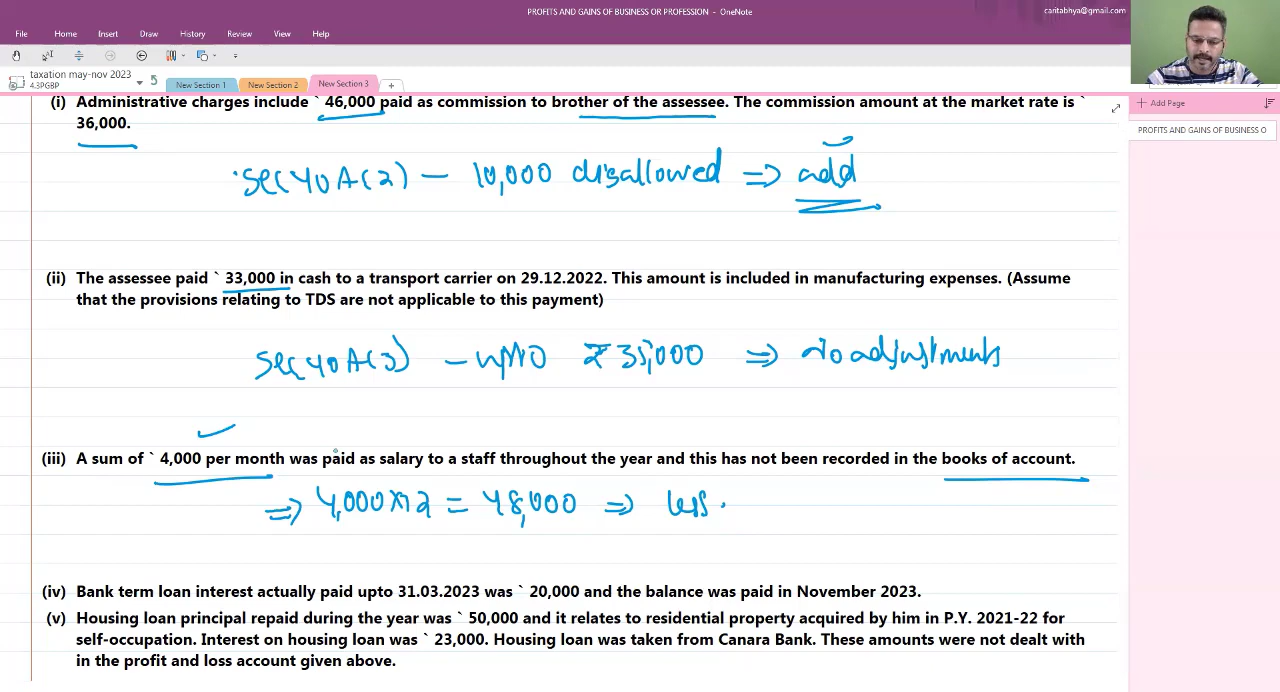 PROFITS AND GAINS OF BUSINESS OR PROFESSION - OneNote
caritabhya@gmail.com
File Home Insert Draw History Review View Help
taxation may-nov 2023
4.3PGBP
New Section 1 New Section 2 New Section 3
Add Page
PROFITS AND GAINS OF BUSINESS O
(i) Administrative charges include ` 46,000 paid as commission to brother of the assessee. The commission amount at the market rate is `
36,000.
Sec 40A(2) — 10,000 disallowed ⇒ add
(ii) The assessee paid ` 33,000 in cash to a transport carrier on 29.12.2022. This amount is included in manufacturing expenses. (Assume
that the provisions relating to TDS are not applicable to this payment)
Sec 40A(3) — upto ₹35,000 ⇒ No adjustments
(iii) A sum of ` 4,000 per month was paid as salary to a staff throughout the year and this has not been recorded in the books of account.
⇒ 4,000×12 = 48,000 ⇒ less.
(iv) Bank term loan interest actually paid upto 31.03.2023 was ` 20,000 and the balance was paid in November 2023.
(v) Housing loan principal repaid during the year was ` 50,000 and it relates to residential property acquired by him in P.Y. 2021-22 for
self-occupation. Interest on housing loan was ` 23,000. Housing loan was taken from Canara Bank. These amounts were not dealt with
in the profit and loss account given above.